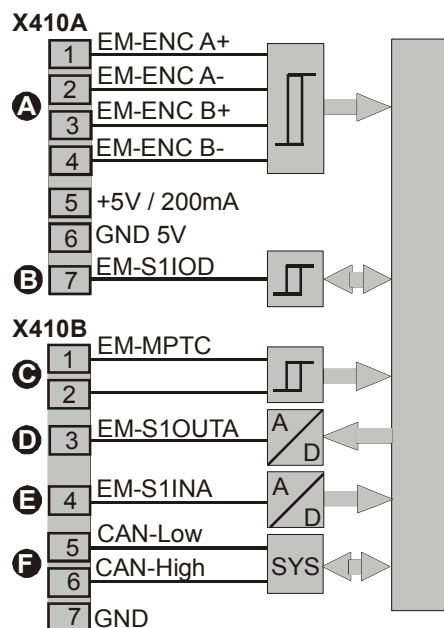 X410A
1 EM-ENC A+
2 EM-ENC A-
A
3 EM-ENC B+
4 EM-ENC B-
5 +5V / 200mA
6 GND 5V
B 7 EM-S1IOD
X410B
1 EM-MPTC
C
2
D 3 EM-S1OUTA A D
E 4 EM-S1INA A D
5 CAN-Low
F SYS
6 CAN-High
7 GND